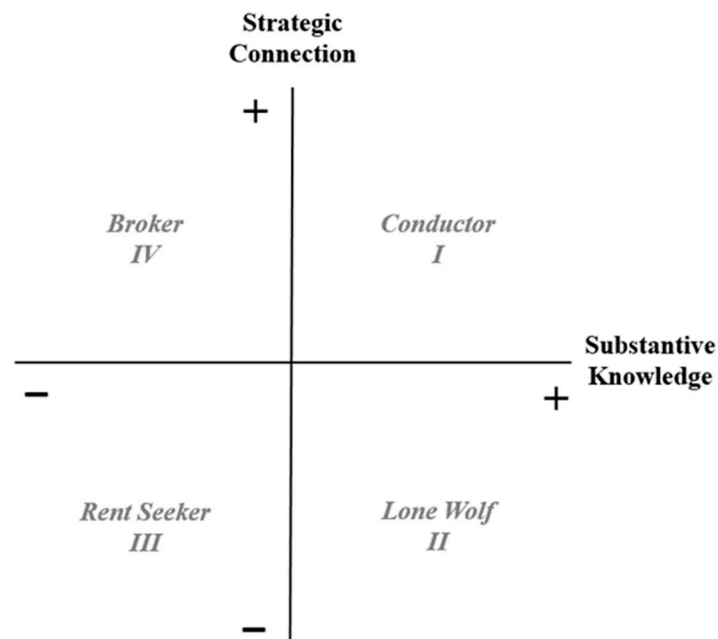 Strategic
Connection
+
Broker
IV
Conductor
I
Substantive
Knowledge
−
+
Rent Seeker
III
Lone Wolf
II
−